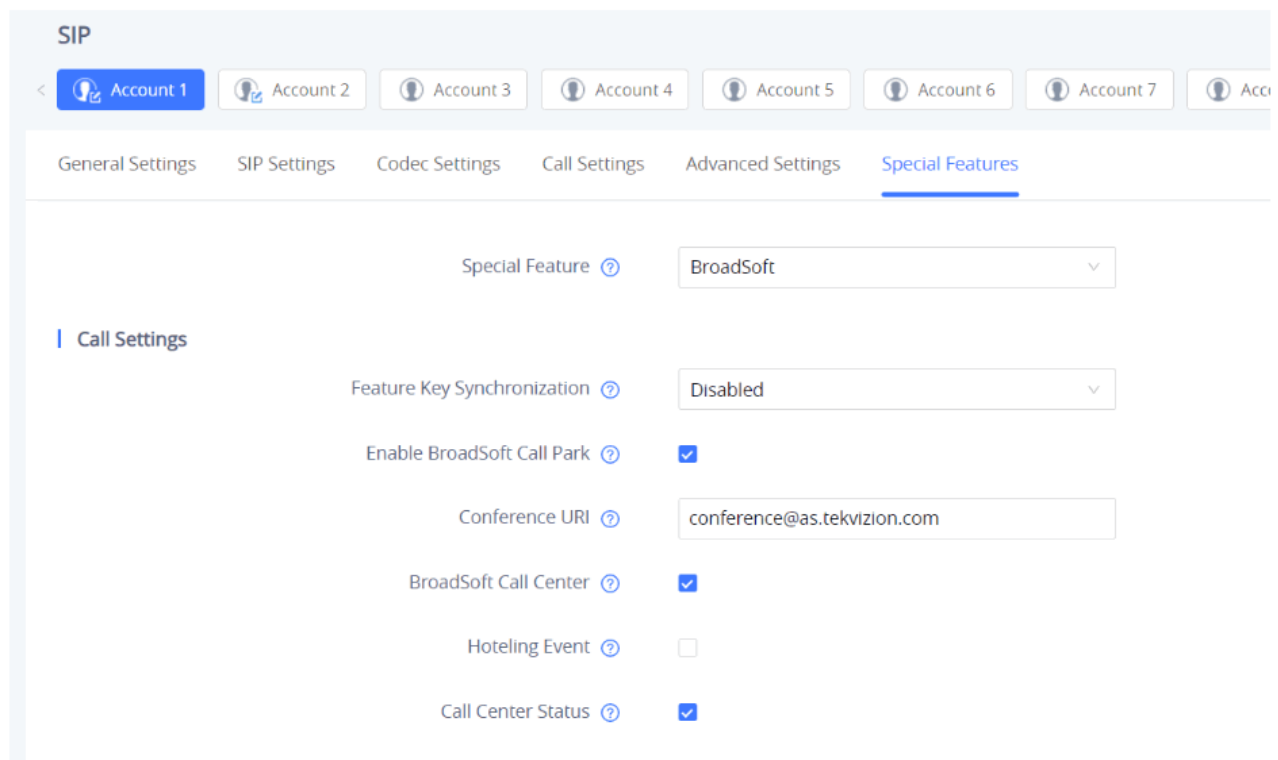 SIP
Account 1 Account 2 Account 3 Account 4 Account 5 Account 6 Account 7 Acc
General Settings SIP Settings Codec Settings Call Settings Advanced Settings Special Features
Special Feature BroadSoft
Call Settings
Feature Key Synchronization Disabled
Enable BroadSoft Call Park
Conference URI conference@as.tekvizion.com
BroadSoft Call Center
Hoteling Event
Call Center Status